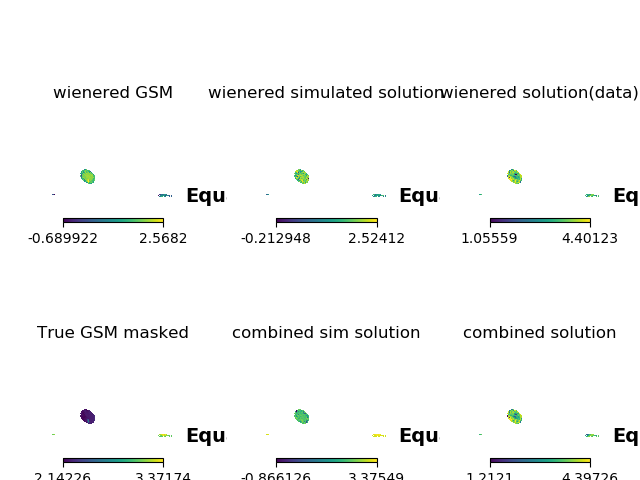 wienered GSM
wienered simulated solution
wienered solution(data)
Equ
Equ
Eq
-0.689922 2.5682
-0.212948 2.52412
1.05559 4.40123
True GSM masked
combined sim solution
combined solution
Equ
Equ
Eq
2.14226 3.37174
-0.866126 3.37549
1.2121 4.39726